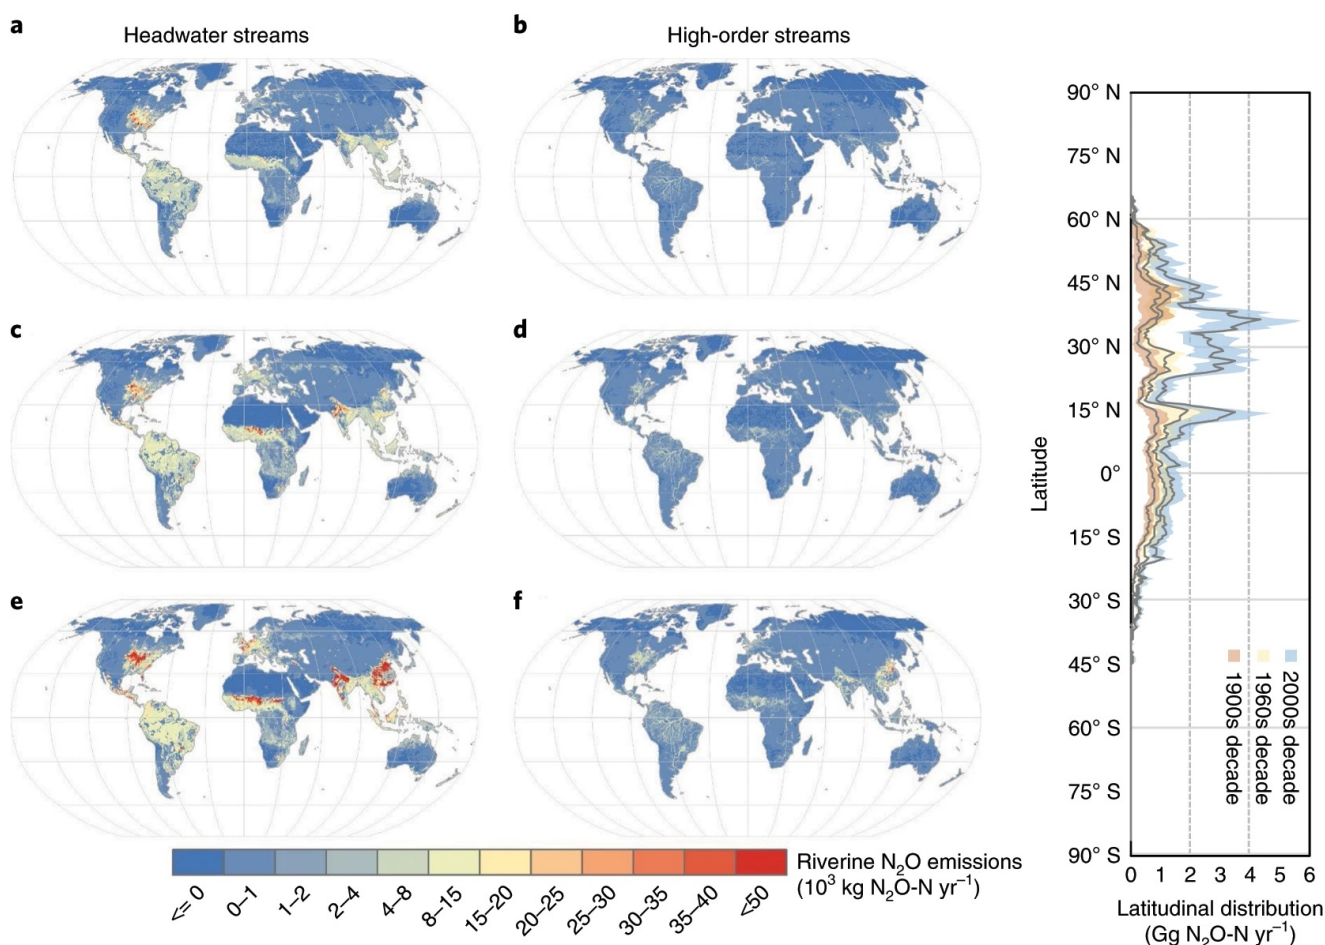 a
Headwater streams
b
High-order streams
c
d
e
f
<= 0
0–1
1–2
2–4
4–8
8–15
15–20
20–25
25–30
30–35
35–40
<50
Riverine N₂O emissions
(10³ kg N₂O-N yr⁻¹)
90° N
75° N
60° N
45° N
30° N
15° N
0°
15° S
30° S
45° S
60° S
75° S
90° S
Latitude
2000s decade
1960s decade
1900s decade
0 1 2 3 4 5 6
Latitudinal distribution
(Gg N₂O-N yr⁻¹)